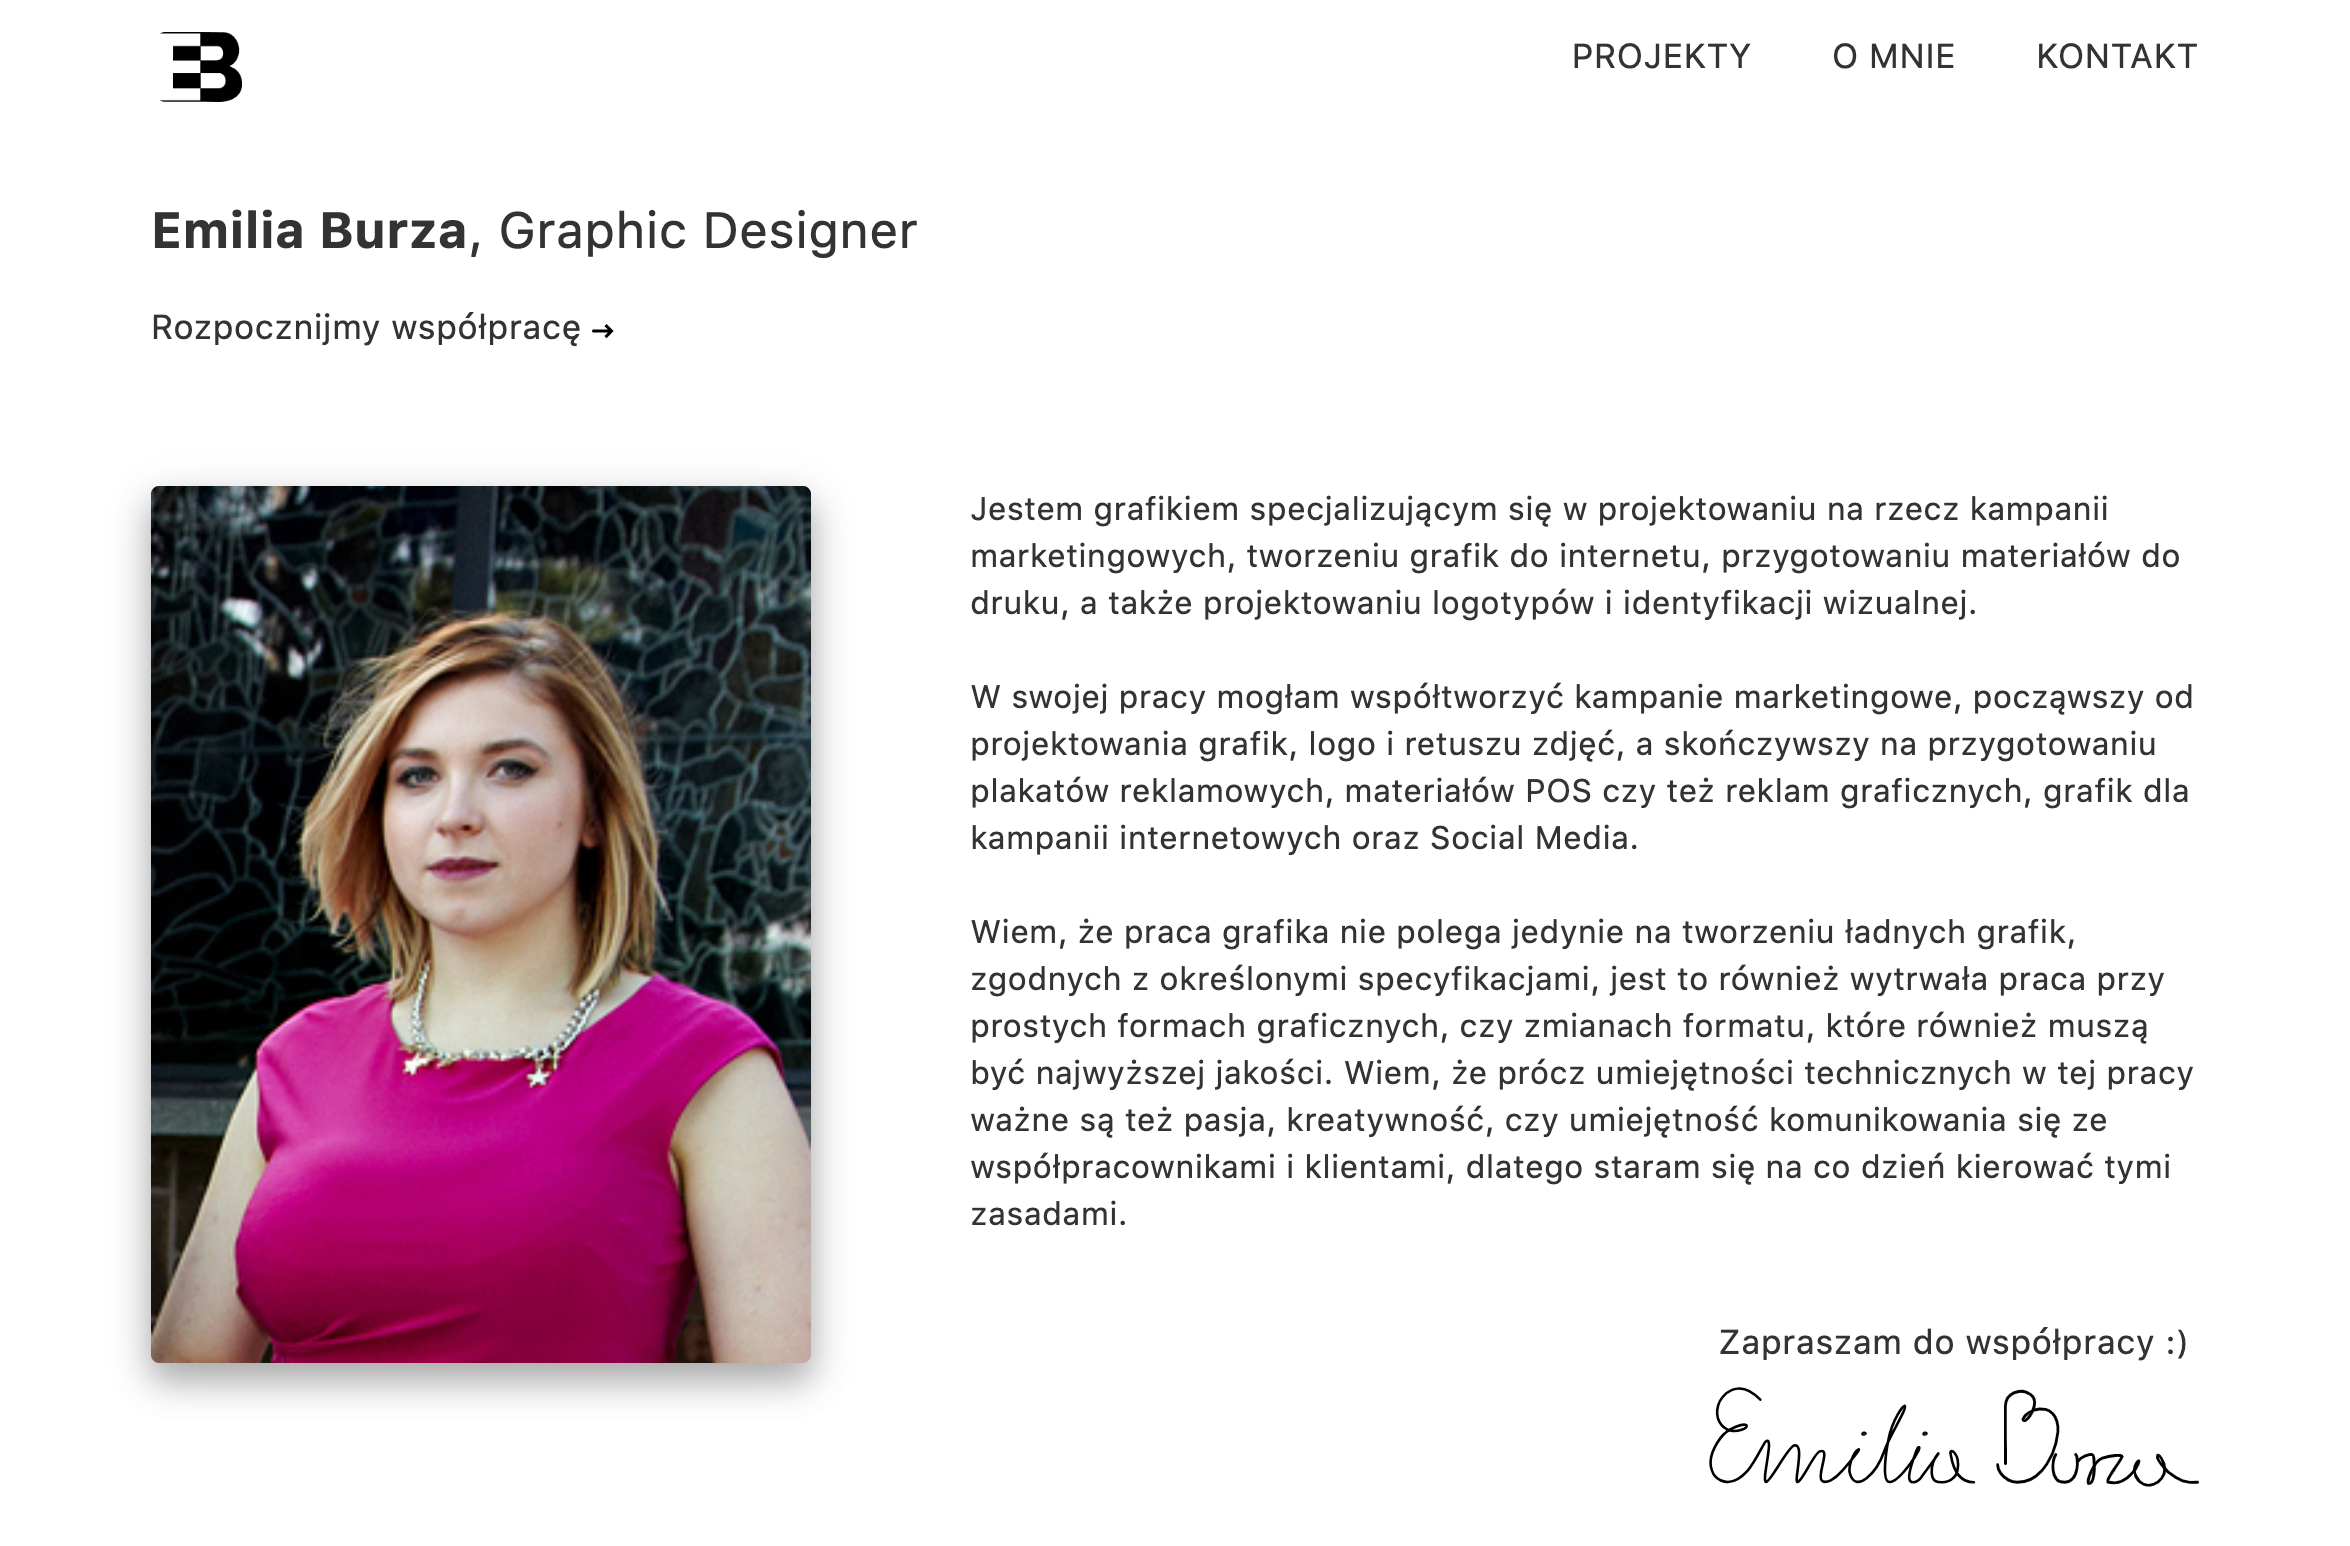 EB
PROJEKTY O MNIE KONTAKT
Emilia Burza, Graphic Designer
Rozpocznijmy współpracę →
Jestem grafikiem specjalizującym się w projektowaniu na rzecz kampanii
marketingowych, tworzeniu grafik do internetu, przygotowaniu materiałów do
druku, a także projektowaniu logotypów i identyfikacji wizualnej.
W swojej pracy mogłam współtworzyć kampanie marketingowe, począwszy od
projektowania grafik, logo i retuszu zdjęć, a skończywszy na przygotowaniu
plakatów reklamowych, materiałów POS czy też reklam graficznych, grafik dla
kampanii internetowych oraz Social Media.
Wiem, że praca grafika nie polega jedynie na tworzeniu ładnych grafik,
zgodnych z określonymi specyfikacjami, jest to również wytrwała praca przy
prostych formach graficznych, czy zmianach formatu, które również muszą
być najwyższej jakości. Wiem, że prócz umiejętności technicznych w tej pracy
ważne są też pasja, kreatywność, czy umiejętność komunikowania się ze
współpracownikami i klientami, dlatego staram się na co dzień kierować tymi
zasadami.
Zapraszam do współpracy :)
Emilia Burza